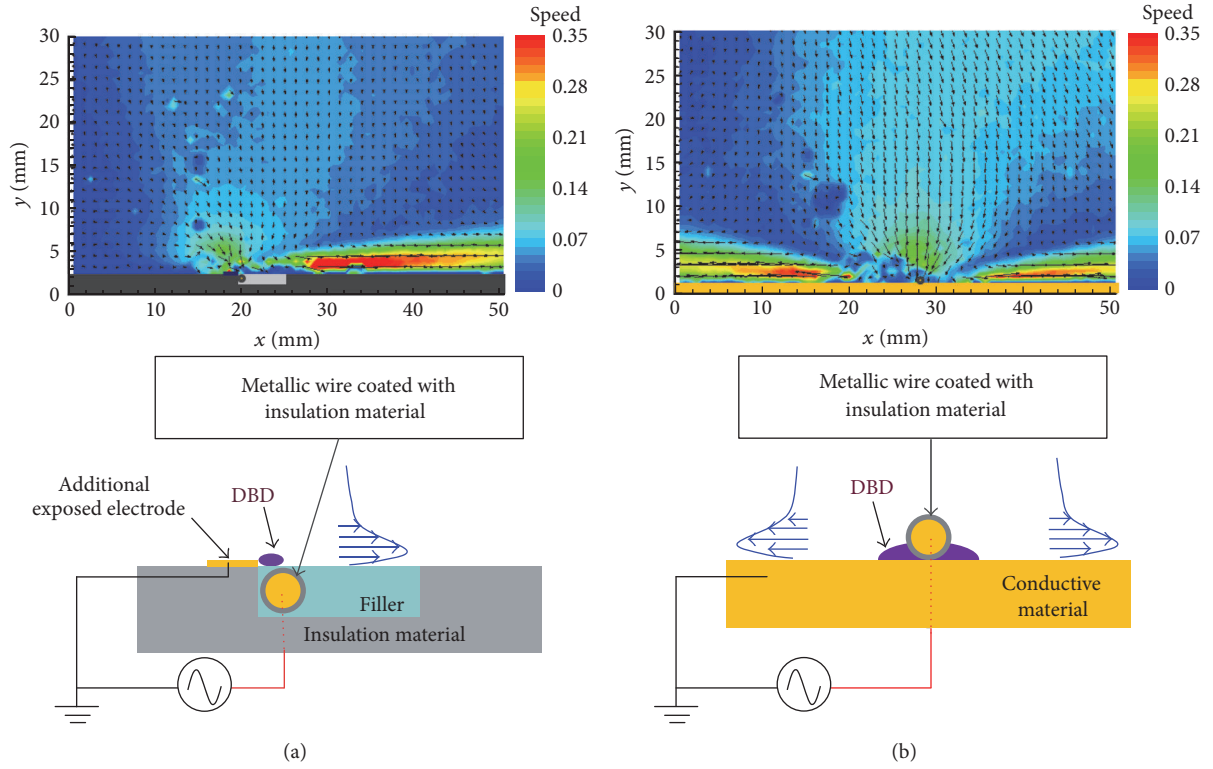 Speed
30
25
20
15
10
5
0
y (mm)
0 10 20 30 40 50
x (mm)
0.35
0.28
0.21
0.14
0.07
0
Speed
30
25
20
15
10
5
0
y (mm)
0 10 20 30 40 50
x (mm)
0.35
0.28
0.21
0.14
0.07
0
Metallic wire coated with
insulation material
Additional
exposed electrode
DBD
Filler
Insulation material
(a)
Metallic wire coated with
insulation material
DBD
Conductive
material
(b)